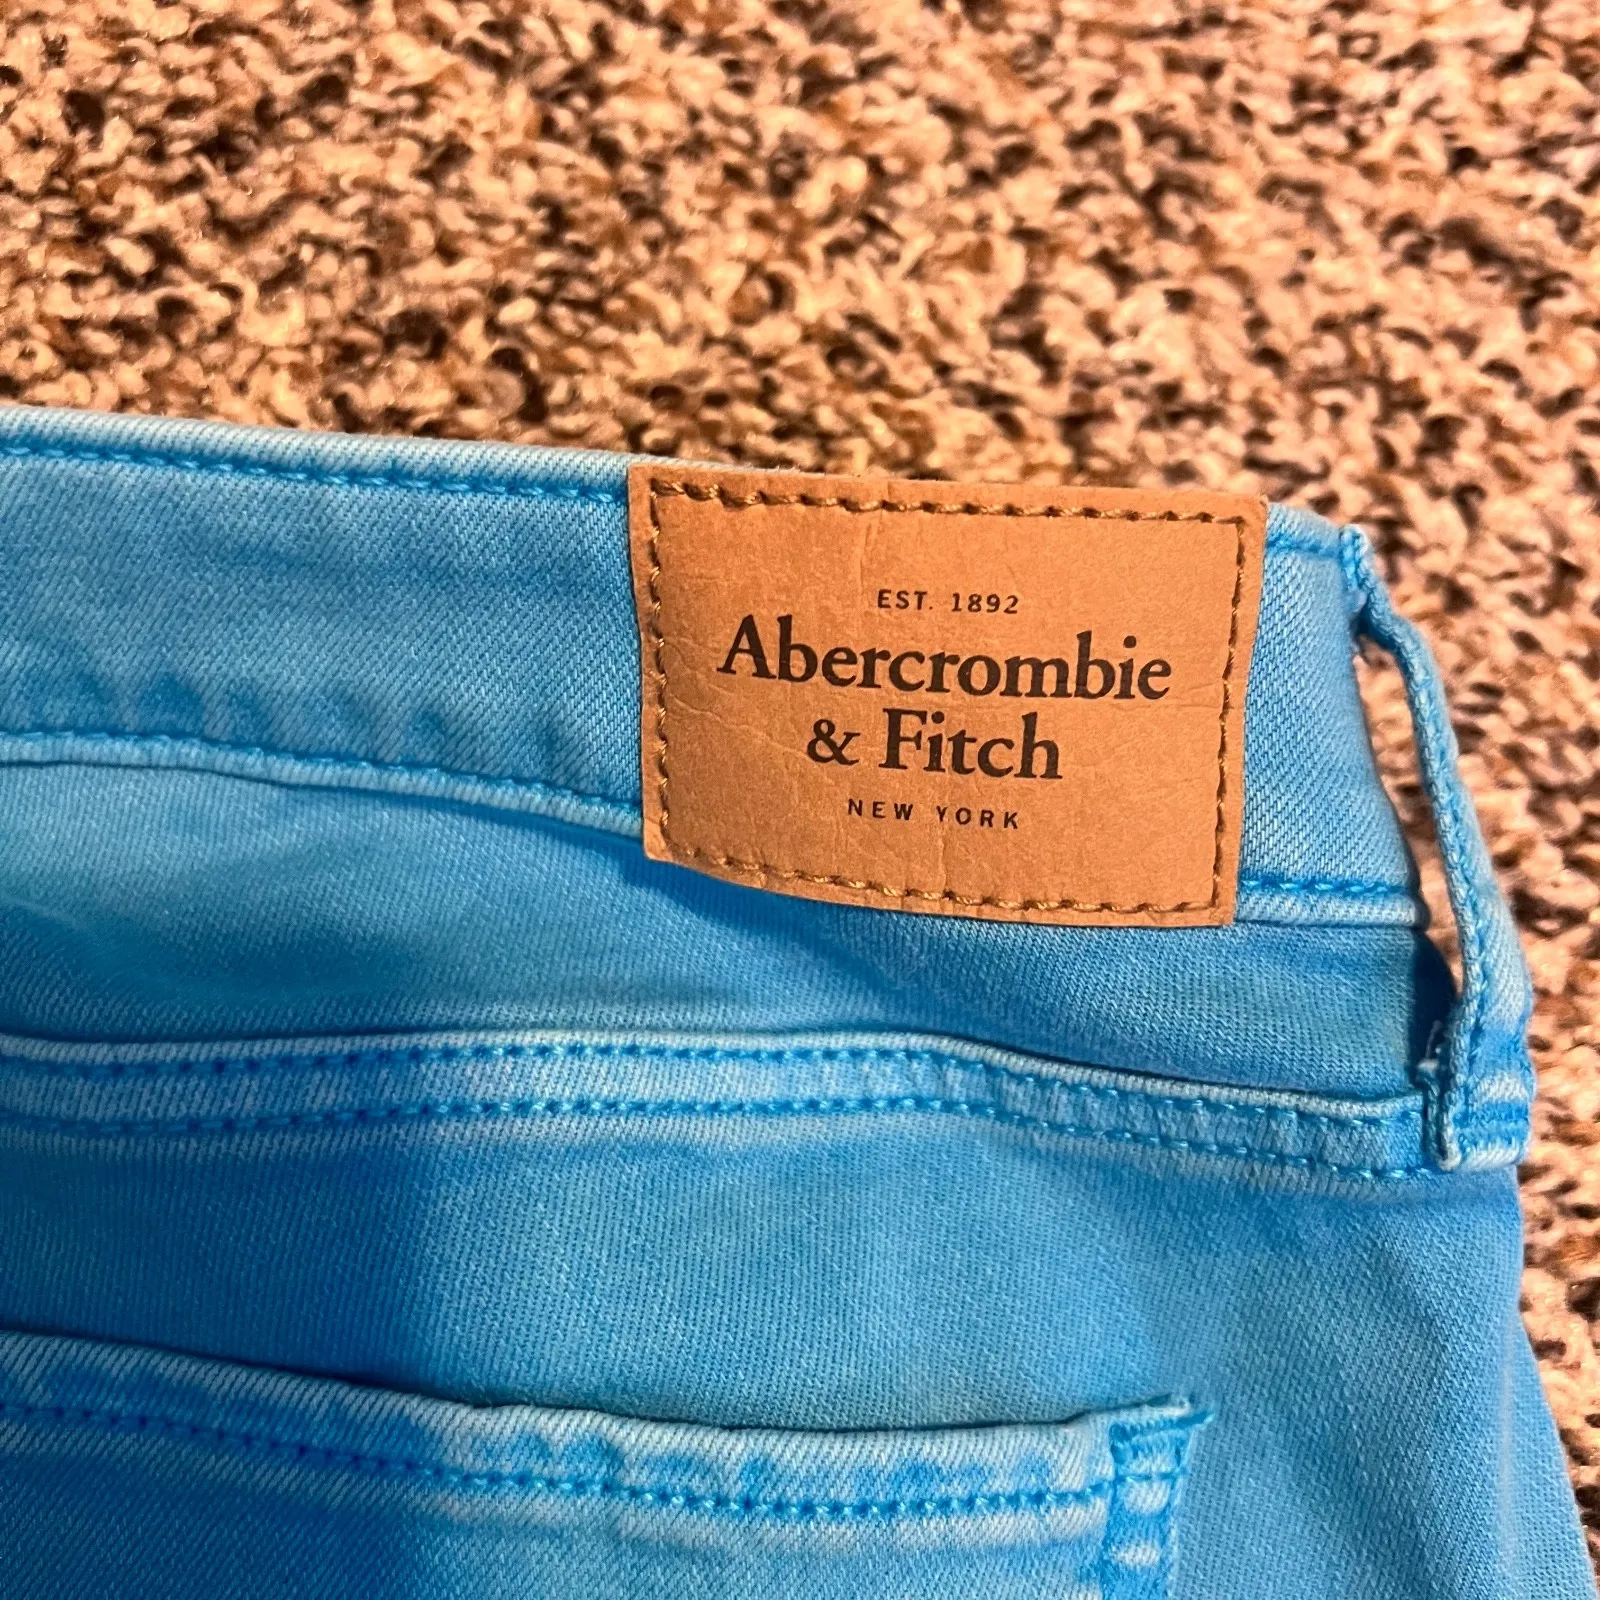 EST. 1892
Abercrombie
& Fitch
NEW YORK